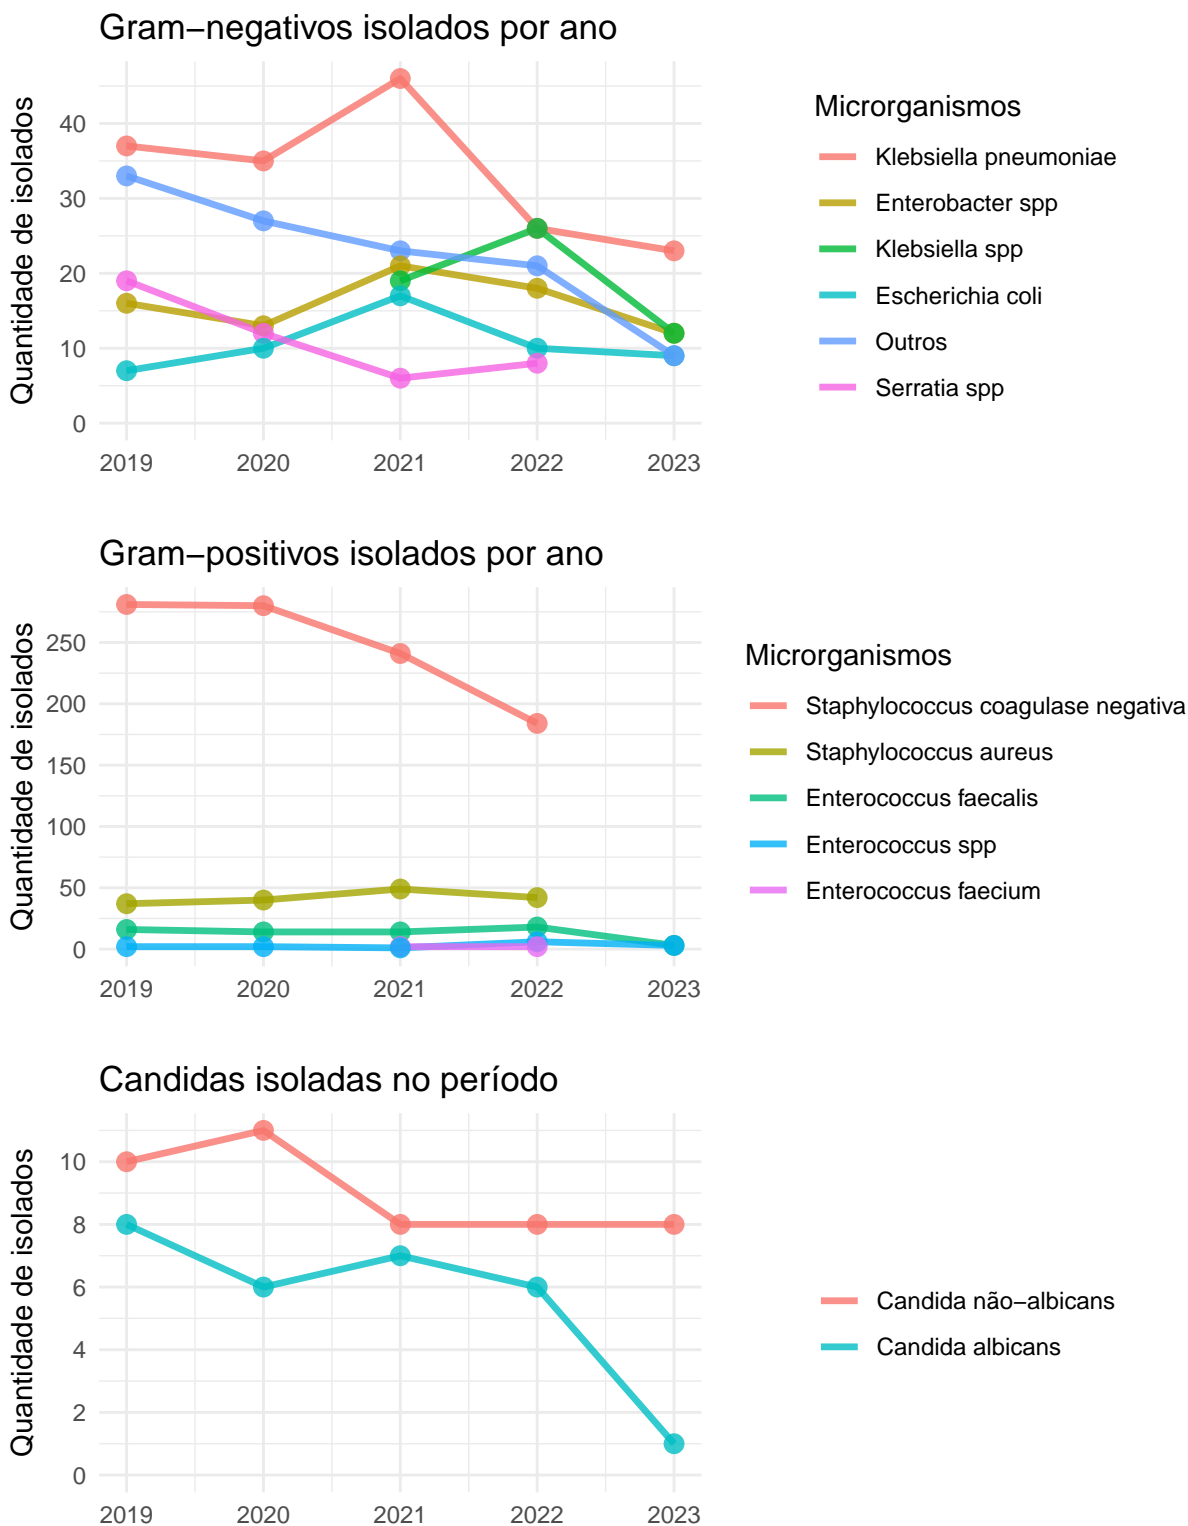 Gram−negativos isolados por ano
Quantidade de isolados
40
30
20
10
0
2019 2020 2021 2022 2023
Microrganismos
Klebsiella pneumoniae
Enterobacter spp
Klebsiella spp
Escherichia coli
Outros
Serratia spp
Gram−positivos isolados por ano
Quantidade de isolados
250
200
150
100
50
0
2019 2020 2021 2022 2023
Microrganismos
Staphylococcus coagulase negativa
Staphylococcus aureus
Enterococcus faecalis
Enterococcus spp
Enterococcus faecium
Candidas isoladas no período
Quantidade de isolados
10
8
6
4
2
0
2019 2020 2021 2022 2023
Candida não−albicans
Candida albicans